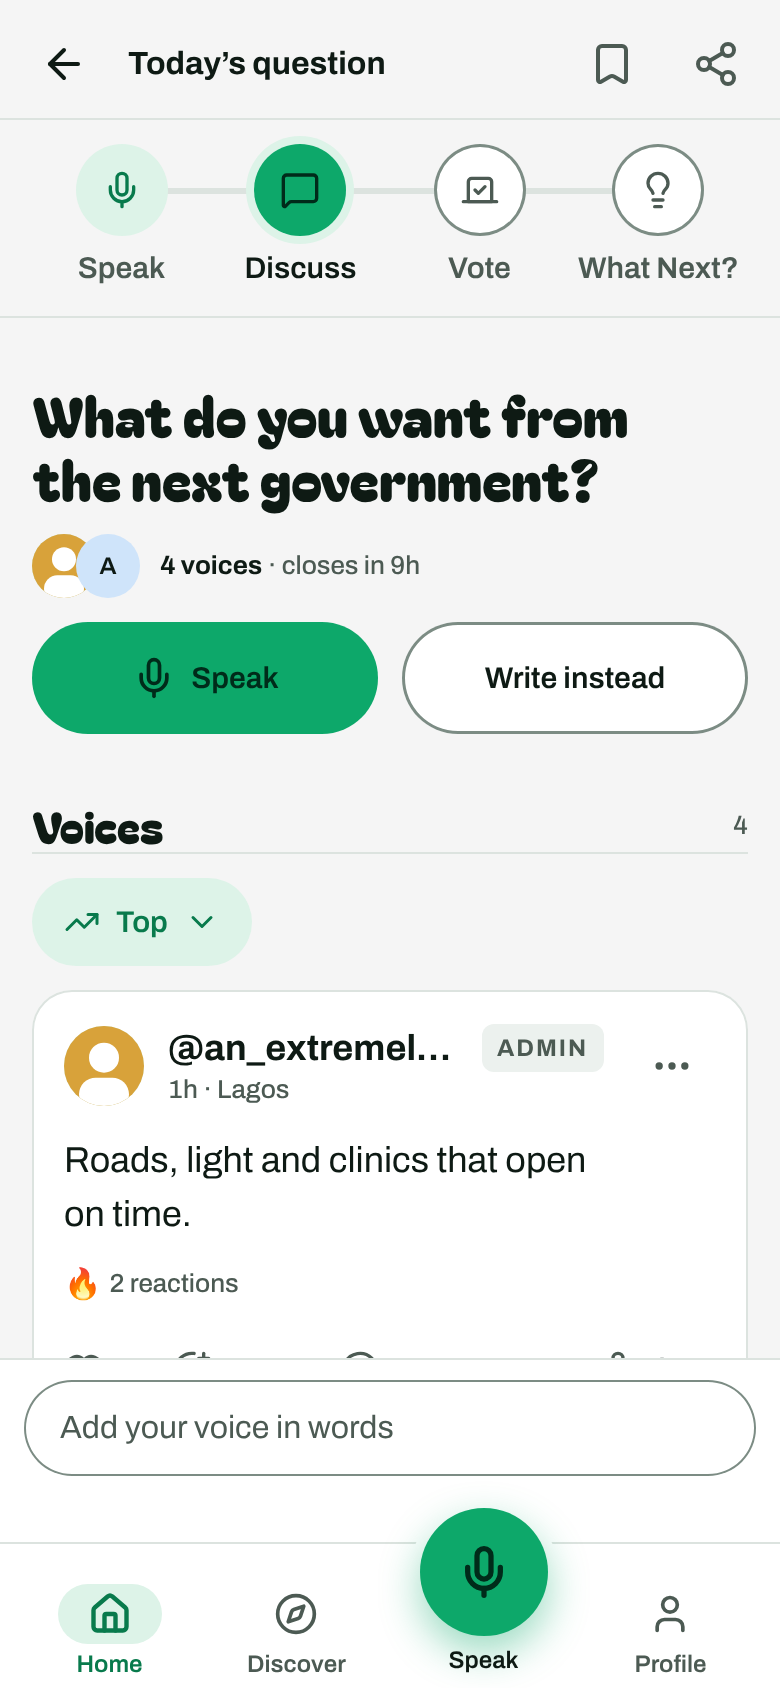 Today’s question
Speak
Discuss
Vote
What Next?
What do you want from
the next government?
A
4 voices · closes in 9h
Speak
Write instead
Voices
4
Top
@an_extremel...
ADMIN
1h · Lagos
Roads, light and clinics that open
on time.
🔥 2 reactions
Add your voice in words
Home
Discover
Speak
Profile